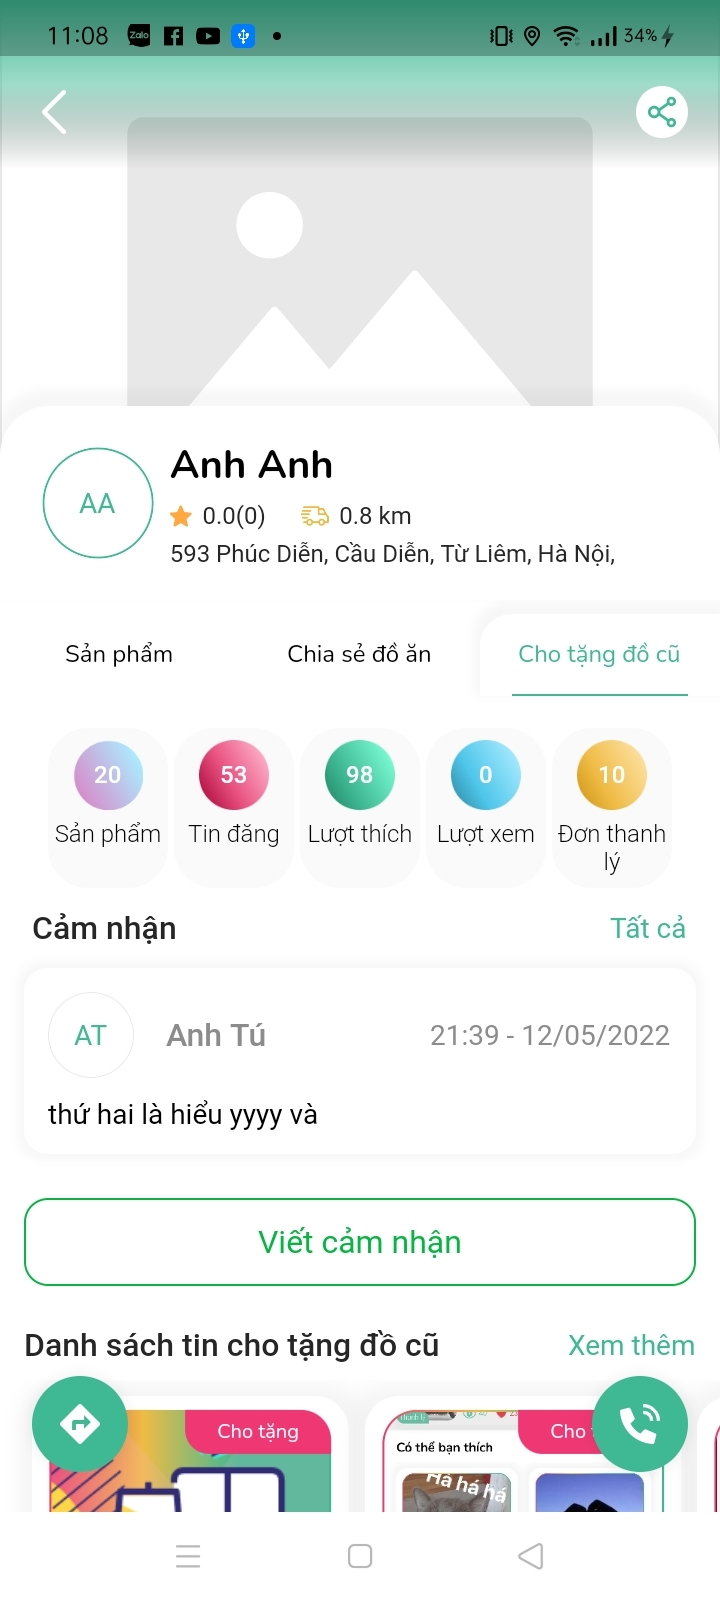 11:08 Zalo 34%
Anh Anh
AA
0.0(0) 0.8 km
593 Phúc Diễn, Cầu Diễn, Từ Liêm, Hà Nội,
Sản phẩm Chia sẻ đồ ăn Cho tặng đồ cũ
20 53 98 0 10
Sản phẩm Tin đăng Lượt thích Lượt xem Đơn thanh
lý
Cảm nhận Tất cả
AT Anh Tú 21:39 - 12/05/2022
thứ hai là hiểu yyyy và
Viết cảm nhận
Danh sách tin cho tặng đồ cũ Xem thêm
Cho tặng Cho
Có thể bạn thích
Há há há